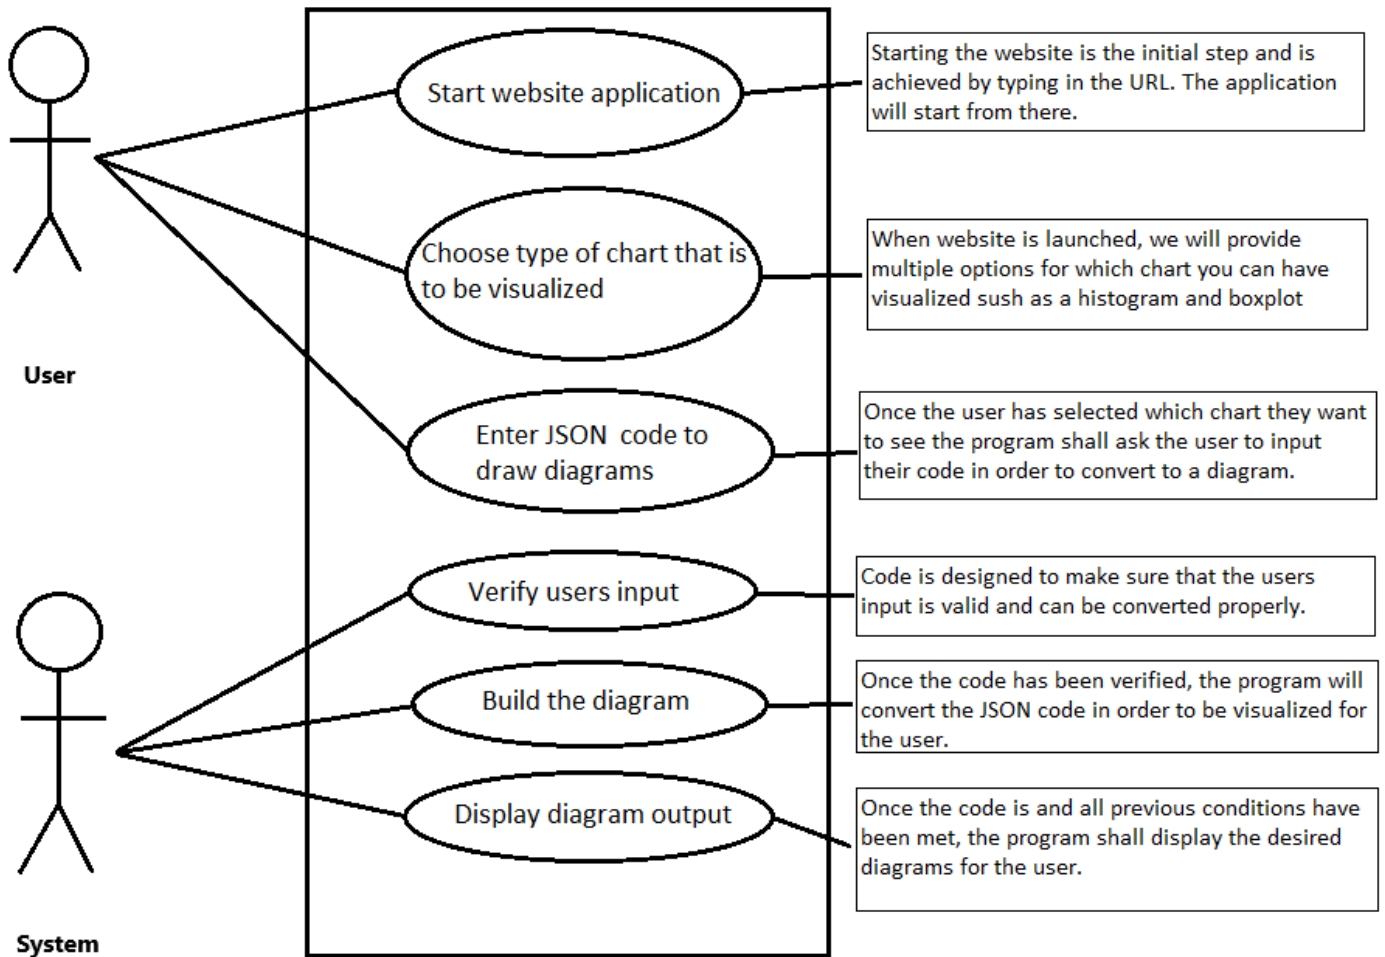 Start website application
Starting the website is the initial step and is
achieved by typing in the URL. The application
will start from there.
Choose type of chart that is
to be visualized
When website is launched, we will provide
multiple options for which chart you can have
visualized sush as a histogram and boxplot
User
Enter JSON code to
draw diagrams
Once the user has selected which chart they want
to see the program shall ask the user to input
their code in order to convert to a diagram.
Verify users input
Code is designed to make sure that the users
input is valid and can be converted properly.
Build the diagram
Once the code has been verified, the program will
convert the JSON code in order to be visualized for
the user.
Display diagram output
Once the code is and all previous conditions have
been met, the program shall display the desired
diagrams for the user.
System